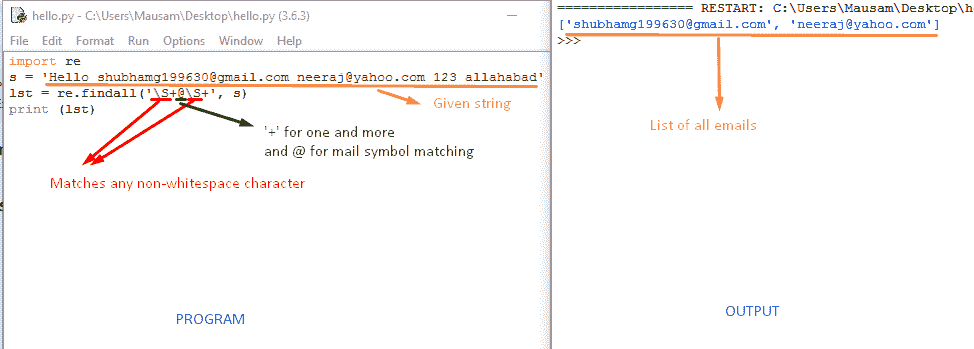 hello.py - C:\Users\Mausam\Desktop\hello.py (3.6.3)
File Edit Format Run Options Window Help
import re
s = 'Hello shubhamg199630@gmail.com neeraj@yahoo.com 123 allahabad'
lst = re.findall('\S+@\S+', s)
print (lst)
Given string
'+' for one and more
and @ for mail symbol matching
Matches any non-whitespace character
PROGRAM
================= RESTART: C:\Users\Mausam\Desktop\h
['shubhamg199630@gmail.com', 'neeraj@yahoo.com']
>>>
List of all emails
OUTPUT